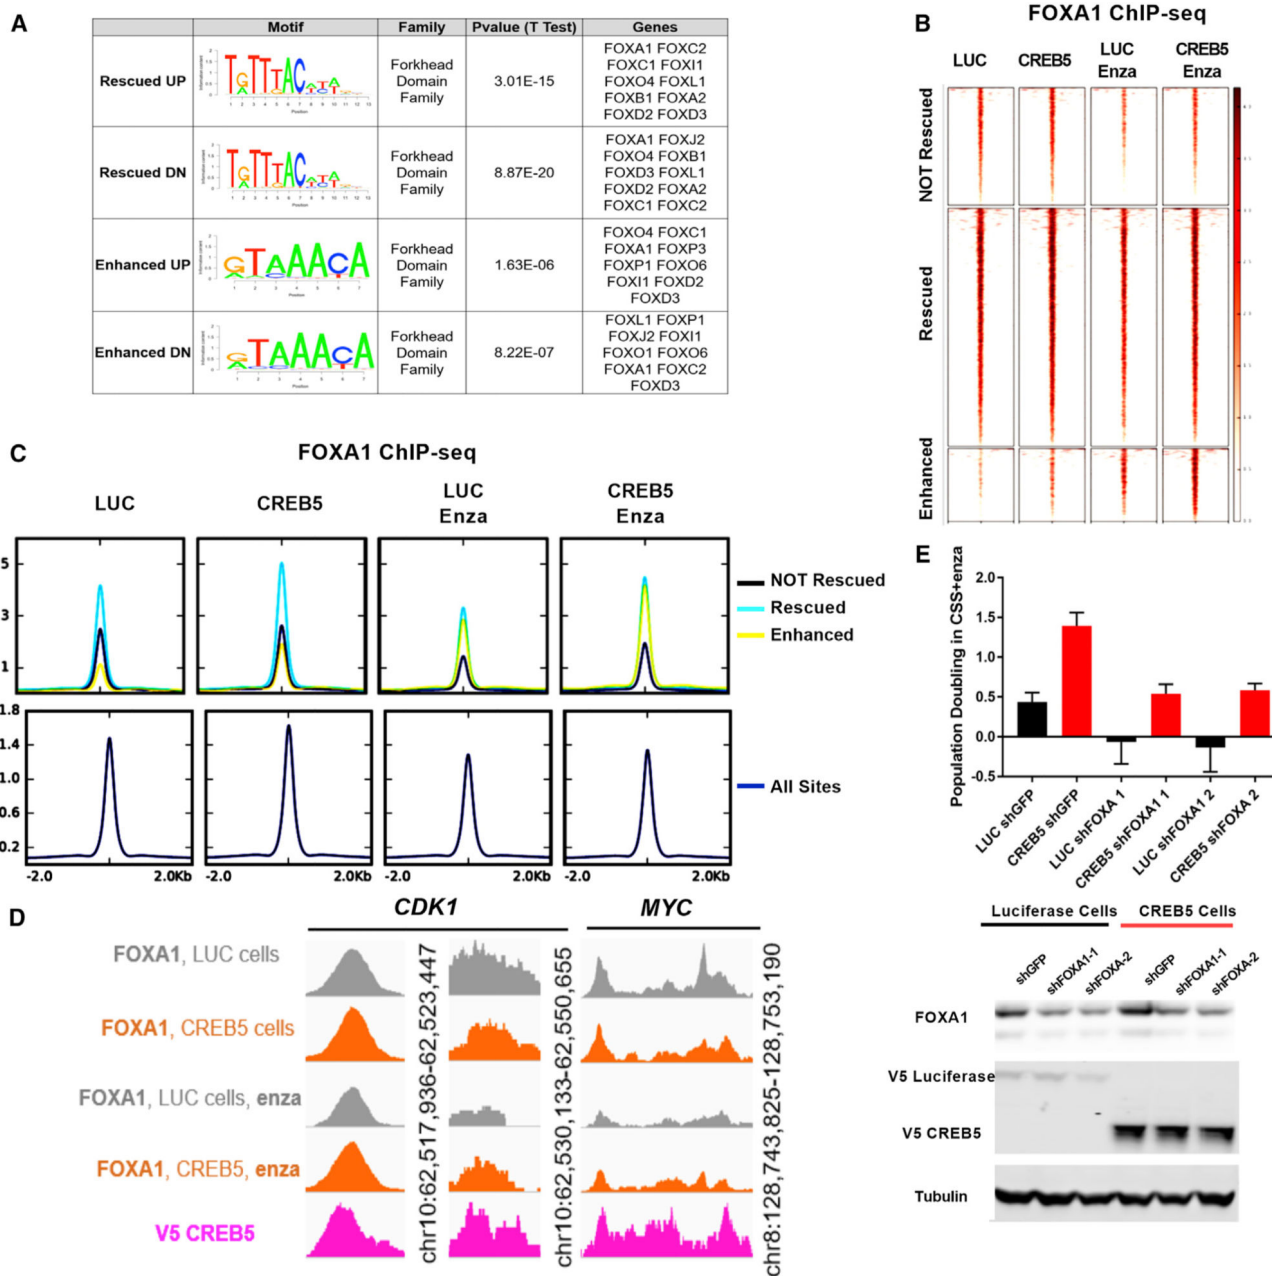 A
Motif Family Pvalue (T Test) Genes
Rescued UP
Forkhead
Domain
Family
3.01E-15
FOXA1 FOXC2
FOXC1 FOXI1
FOXO4 FOXL1
FOXB1 FOXA2
FOXD2 FOXD3
Rescued DN
Forkhead
Domain
Family
8.87E-20
FOXA1 FOXJ2
FOXO4 FOXB1
FOXD3 FOXL1
FOXD2 FOXA2
FOXC1 FOXC2
Enhanced UP
Forkhead
Domain
Family
1.63E-06
FOXO4 FOXC1
FOXA1 FOXP3
FOXP1 FOXO6
FOXI1 FOXD2
FOXD3
Enhanced DN
Forkhead
Domain
Family
8.22E-07
FOXL1 FOXP1
FOXJ2 FOXI1
FOXO1 FOXO6
FOXA1 FOXC2
FOXD3
B
FOXA1 ChIP-seq
LUC
CREB5
LUC
Enza
CREB5
Enza
NOT Rescued
Rescued
Enhanced
C
FOXA1 ChIP-seq
LUC
CREB5
LUC
Enza
CREB5
Enza
5
3
1
NOT Rescued
Rescued
Enhanced
1.8
1.4
1.0
0.6
0.2
All Sites
-2.0 2.0Kb
-2.0 2.0Kb
-2.0 2.0Kb
-2.0 2.0Kb
D
CDK1
MYC
FOXA1, LUC cells
FOXA1, CREB5 cells
FOXA1, LUC cells, enza
FOXA1, CREB5, enza
V5 CREB5
chr10:62,517,936-62,523,447
chr10:62,530,133-62,550,655
chr8:128,743,825-128,753,190
E
Population Doubling in CSS+enza
2.0
1.5
1.0
0.5
0.0
-0.5
LUC shGFP
CREB5 shGFP
LUC shFOXA 1
CREB5 shFOXA1 1
LUC shFOXA1 2
CREB5 shFOXA 2
Luciferase Cells CREB5 Cells
shGFP
shFOXA1-1
shFOXA-2
shGFP
shFOXA1-1
shFOXA-2
FOXA1
V5 Luciferase
V5 CREB5
Tubulin